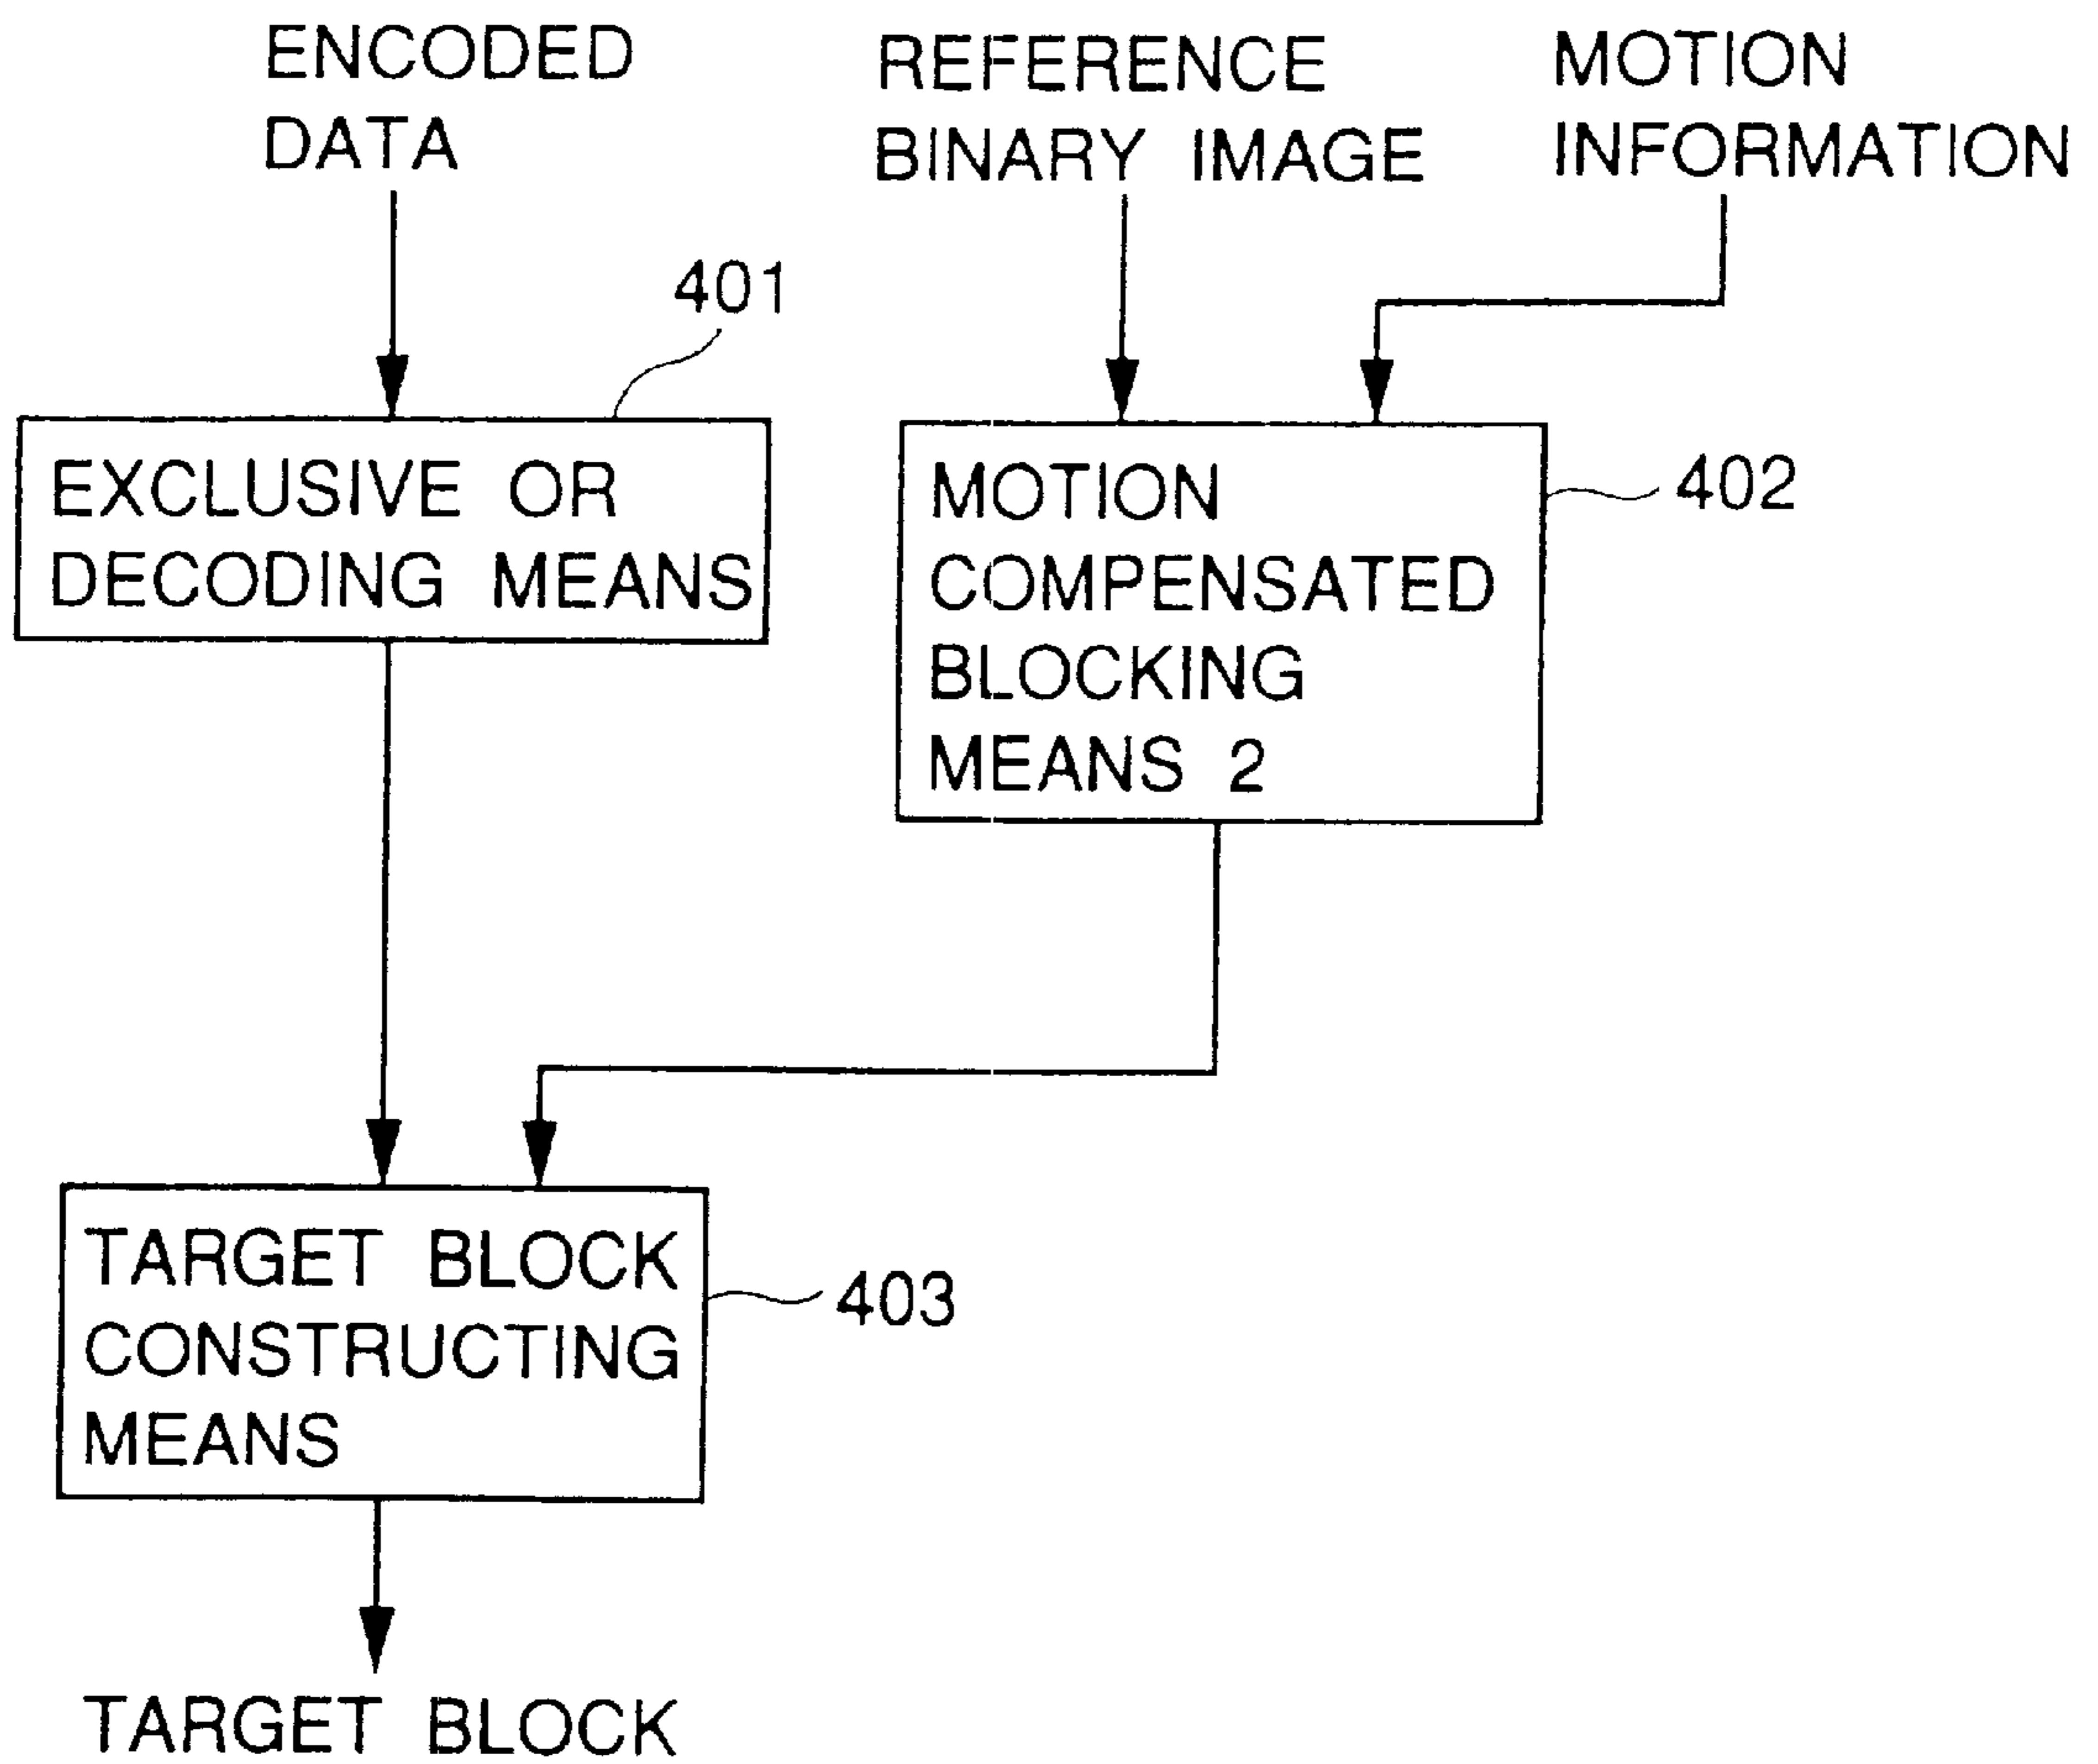 ENCODED
DATA
REFERENCE
BINARY IMAGE
MOTION
INFORMATION
401
EXCLUSIVE OR
DECODING MEANS
MOTION
COMPENSATED
BLOCKING
MEANS 2
402
TARGET BLOCK
CONSTRUCTING
MEANS
403
TARGET BLOCK